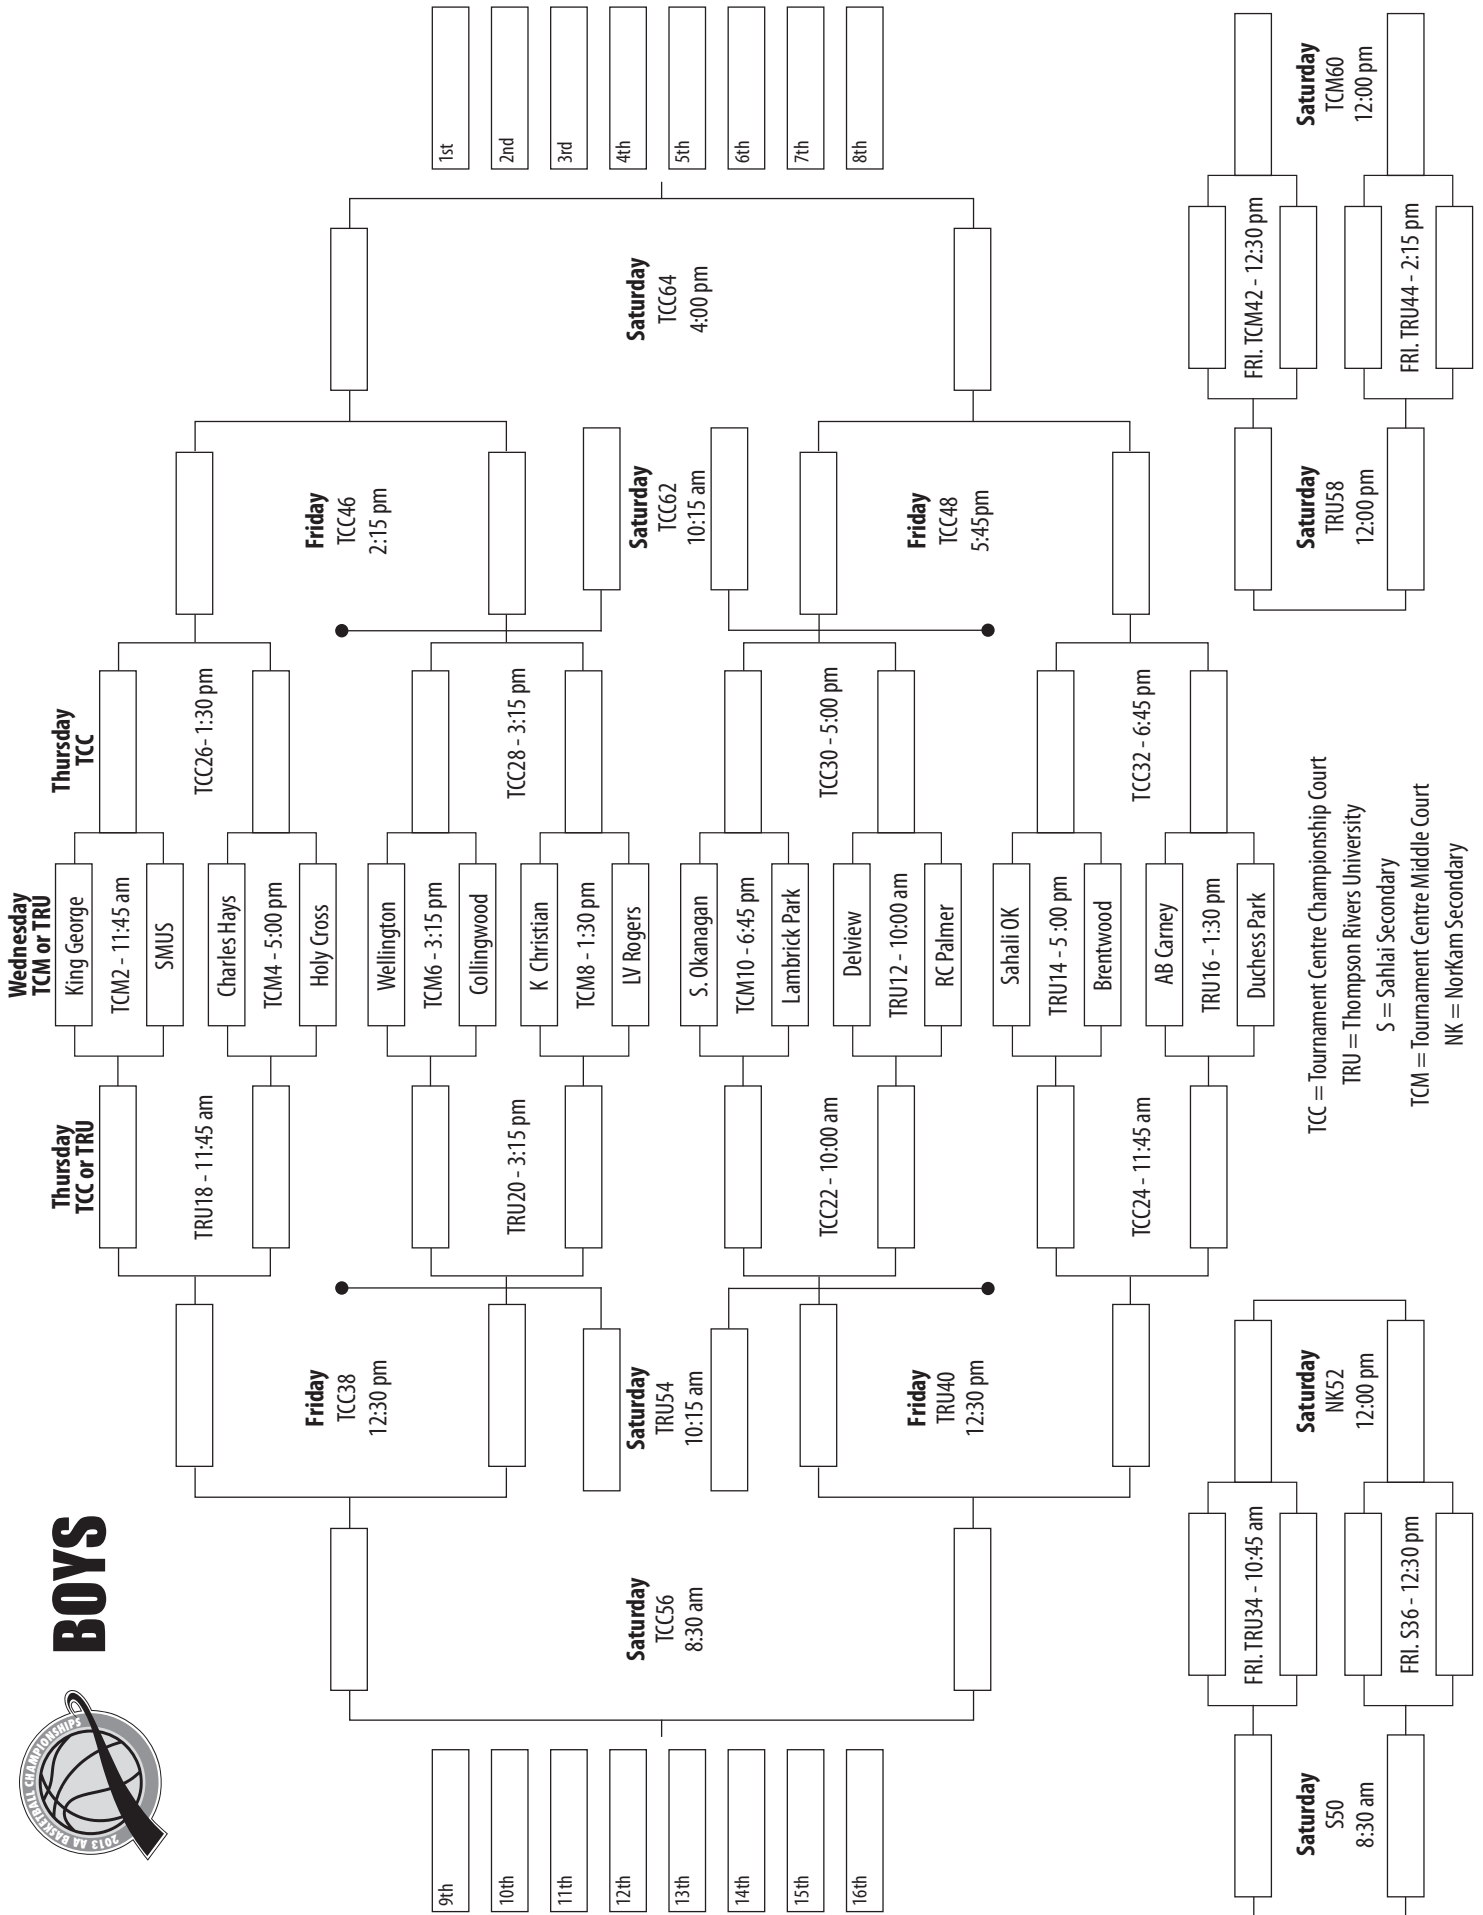 2013 AA BASKETBALL CHAMPIONSHIPS
BOYS
Thursday
TCC or TRU
Wednesday
TCM or TRU
Thursday
TCC
King George
TCM2 - 11:45 am
SMUS
Charles Hays
TCM4 - 5:00 pm
Holy Cross
Wellington
TCM6 - 3:15 pm
Collingwood
K Christian
TCM8 - 1:30 pm
LV Rogers
S. Okanagan
TCM10 - 6:45 pm
Lambrick Park
Delview
TRU12 - 10:00 am
RC Palmer
Sahali OK
TRU14 - 5 :00 pm
Brentwood
AB Carney
TRU16 - 1:30 pm
Duchess Park
TRU18 - 11:45 am
TRU20 - 3:15 pm
TCC22 - 10:00 am
TCC24 - 11:45 am
TCC26- 1:30 pm
TCC28 - 3:15 pm
TCC30 - 5:00 pm
TCC32 - 6:45 pm
Friday
TCC38
12:30 pm
Saturday
TRU54
10:15 am
Friday
TRU40
12:30 pm
Saturday
TCC56
8:30 am
Friday
TCC46
2:15 pm
Saturday
TCC62
10:15 am
Friday
TCC48
5:45pm
Saturday
TCC64
4:00 pm
9th
10th
11th
12th
13th
14th
15th
16th
1st
2nd
3rd
4th
5th
6th
7th
8th
Saturday
S50
8:30 am
FRI. TRU34 - 10:45 am
FRI. S36 - 12:30 pm
Saturday
NK52
12:00 pm
TCC = Tournament Centre Championship Court
TRU = Thompson Rivers University
S = Sahlai Secondary
TCM = Tournament Centre Middle Court
NK = NorKam Secondary
Saturday
TRU58
12:00 pm
FRI. TCM42 - 12:30 pm
FRI. TRU44 - 2:15 pm
Saturday
TCM60
12:00 pm